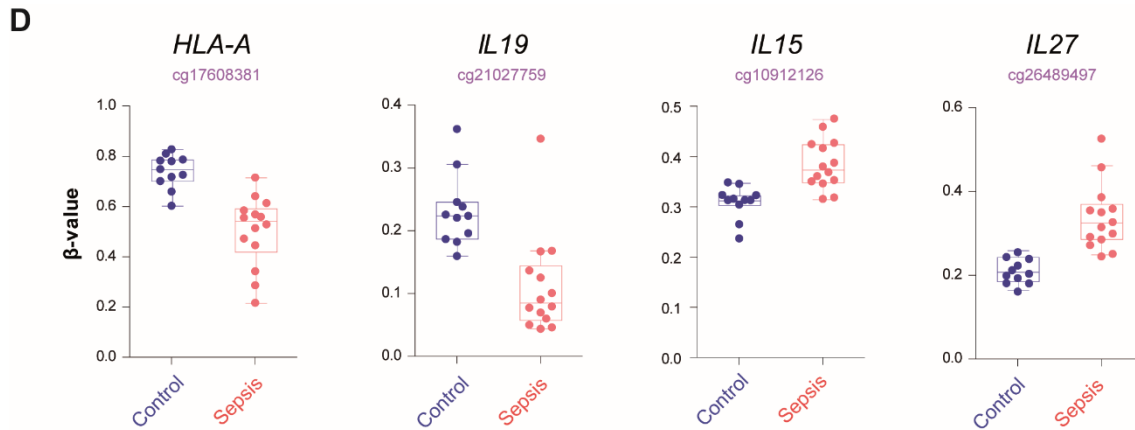 D
HLA-A
cg17608381
β-value
1.0
0.8
0.6
0.4
0.2
0.0
Control
Sepsis
IL19
cg21027759
0.4
0.3
0.2
0.1
0.0
Control
Sepsis
IL15
cg10912126
0.5
0.4
0.3
0.2
0.1
0.0
Control
Sepsis
IL27
cg26489497
0.6
0.4
0.2
0.0
Control
Sepsis